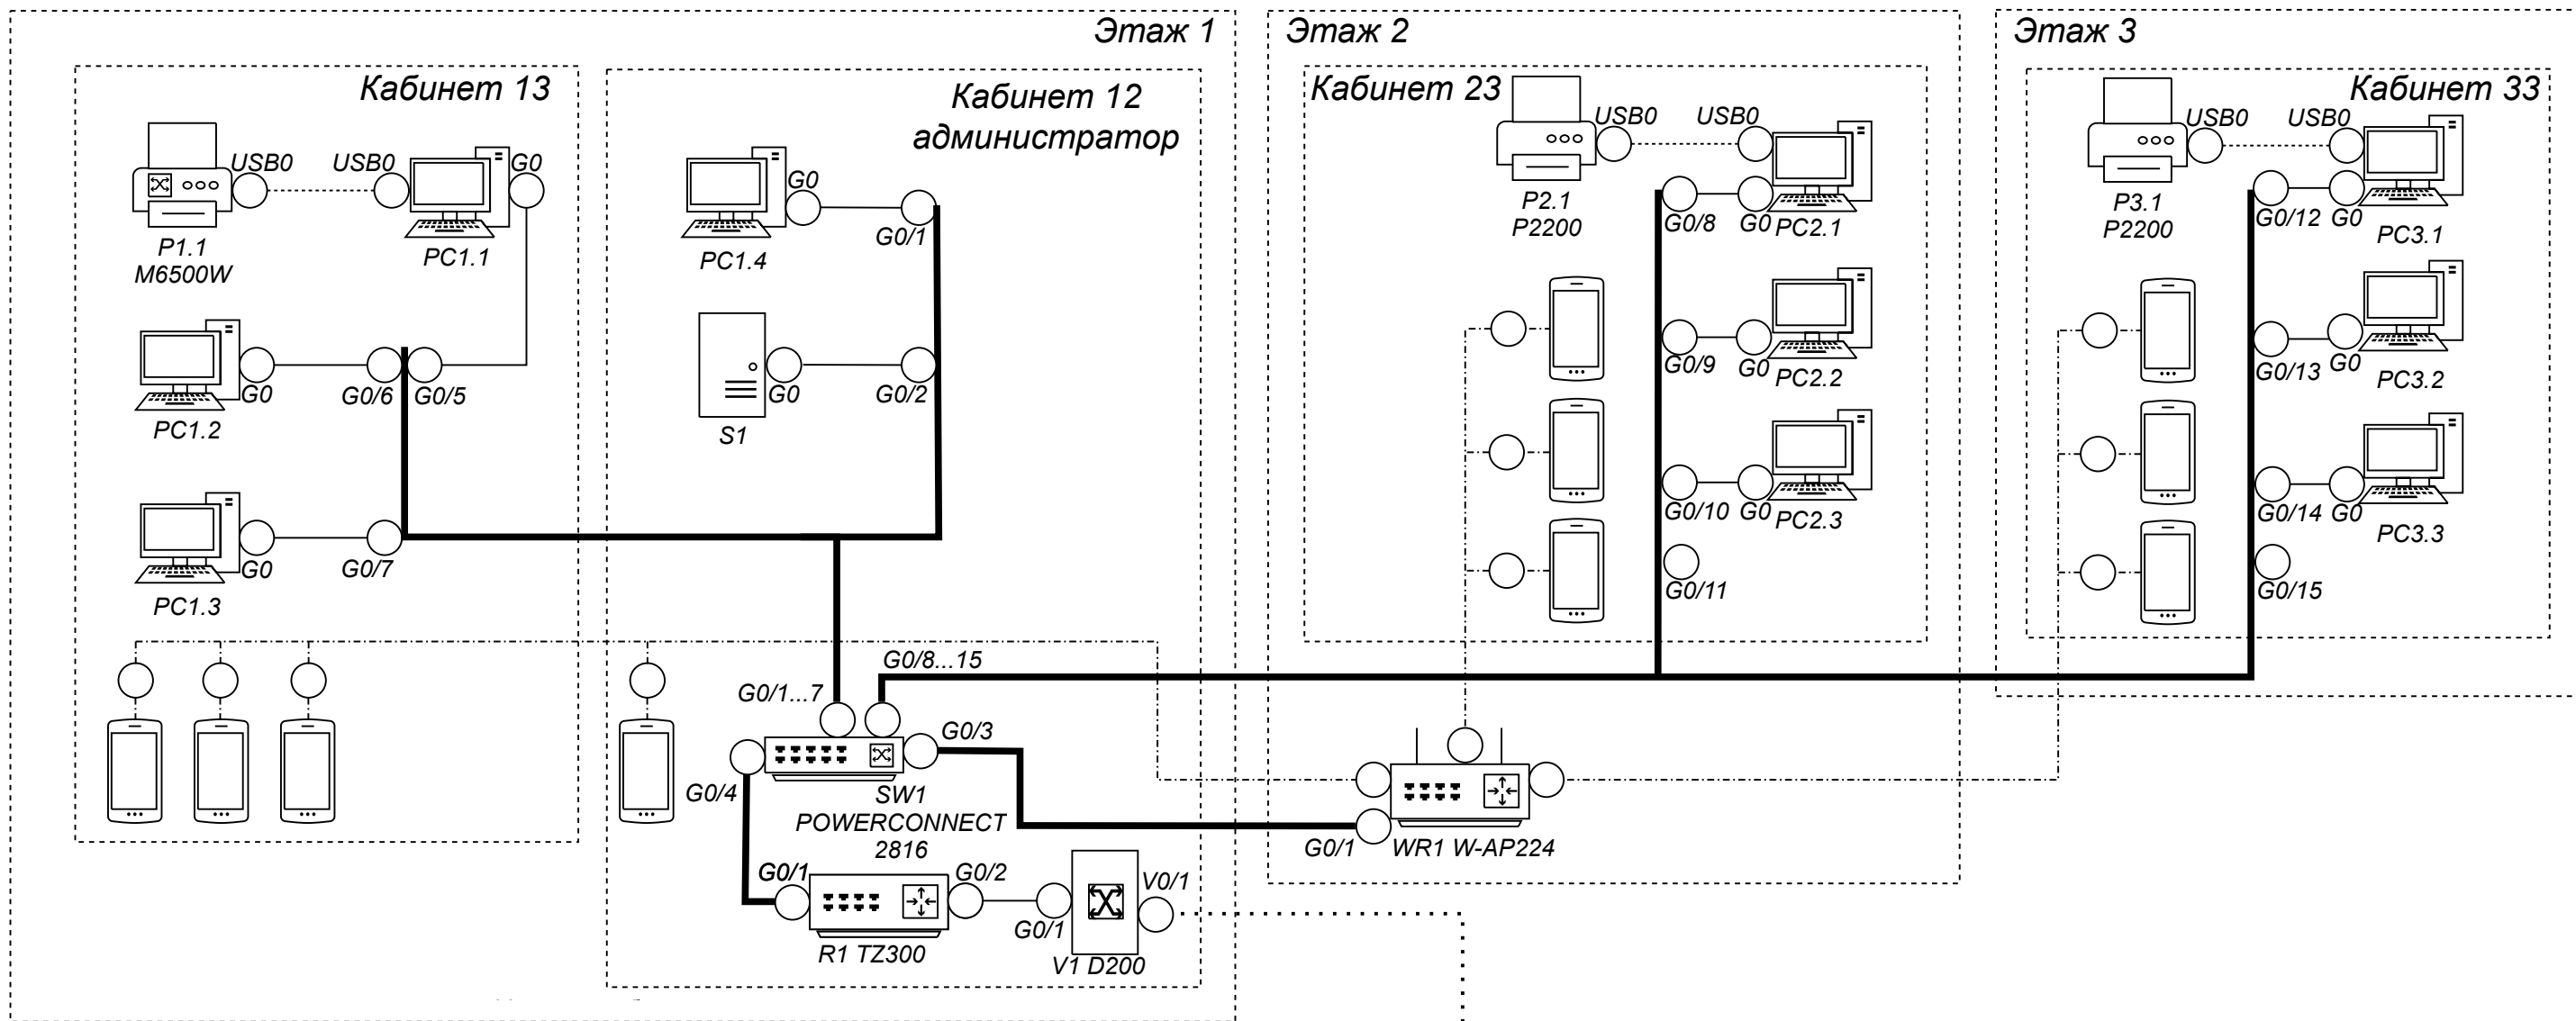 Этаж 1
Этаж 2
Этаж 3
Кабинет 13
USB0
USB0
G0
P1.1
M6500W
PC1.1
G0
G0/6
G0/5
PC1.2
G0
G0/7
PC1.3
Кабинет 12
администратор
G0
G0/1
PC1.4
G0
G0/2
S1
G0/1...7
G0/8...15
G0/3
G0/4
SW1
POWERCONNECT
2816
G0/1
G0/2
R1 TZ300
G0/1
V0/1
V1 D200
Кабинет 23
USB0
USB0
P2.1
P2200
G0/8
G0
PC2.1
G0/9
G0
PC2.2
G0/10
G0
PC2.3
G0/11
G0/1
WR1 W-AP224
Кабинет 33
USB0
USB0
P3.1
P2200
G0/12
G0
PC3.1
G0/13
G0
PC3.2
G0/14
G0
PC3.3
G0/15